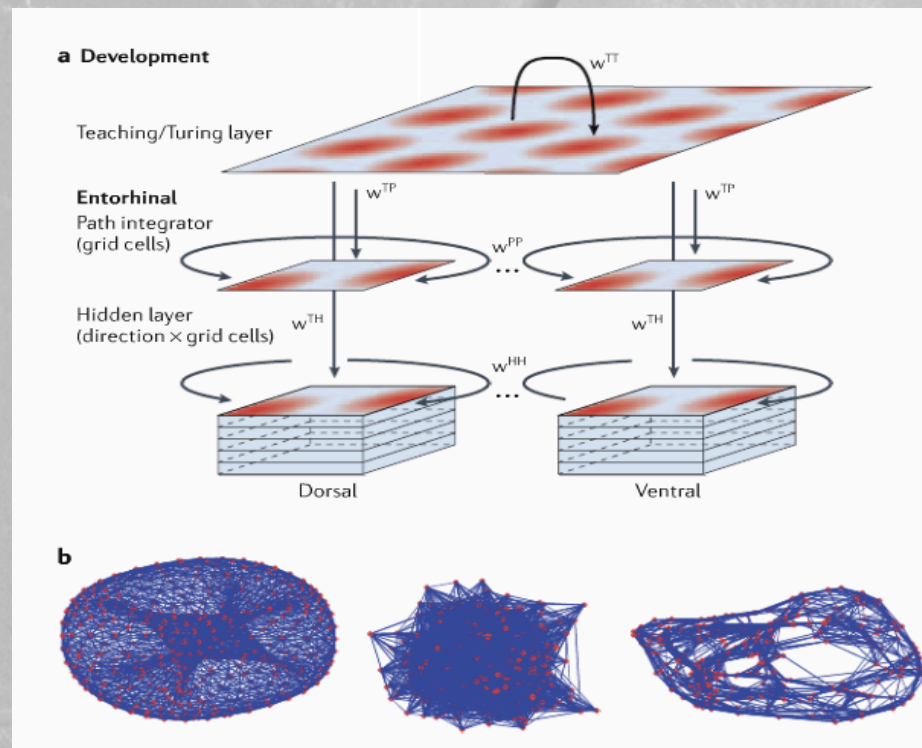 a Development
w^TT
Teaching/Turing layer
w^TP
w^TP
Entorhinal
Path integrator
(grid cells)
w^PP
...
Hidden layer
(direction × grid cells)
w^TH
w^TH
w^HH
...
Dorsal
Ventral
b